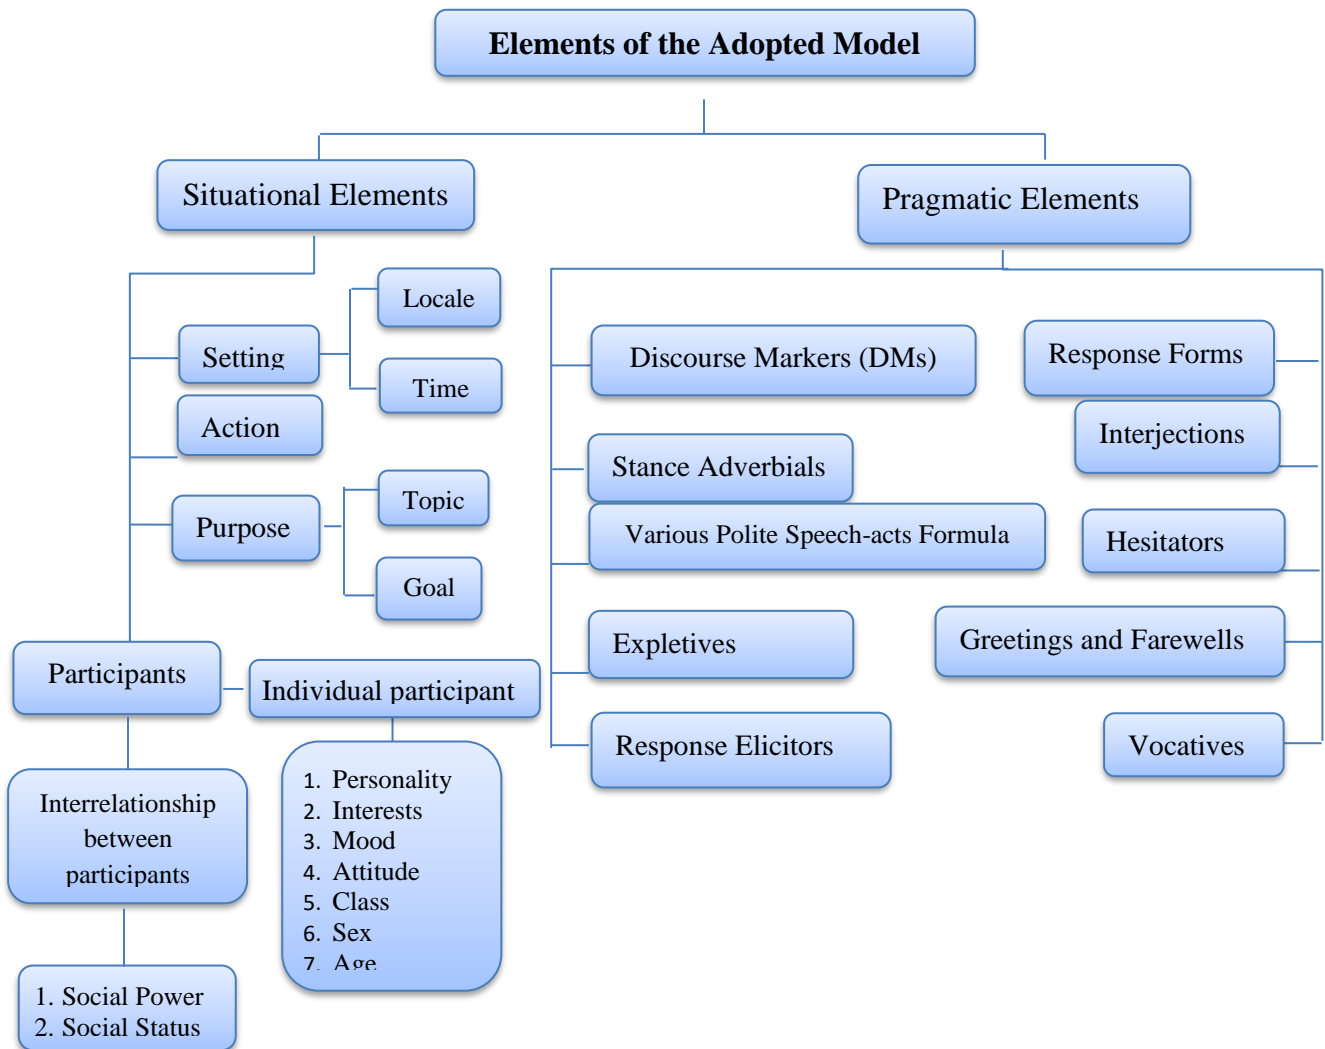 Elements of the Adopted Model
Situational Elements
Pragmatic Elements
Setting
Locale
Time
Action
Purpose
Topic
Goal
Participants
Individual participant
1. Personality
2. Interests
3. Mood
4. Attitude
5. Class
6. Sex
7. Age
Interrelationship
between
participants
1. Social Power
2. Social Status
Discourse Markers (DMs)
Stance Adverbials
Various Polite Speech-acts Formula
Expletives
Response Elicitors
Response Forms
Interjections
Hesitators
Greetings and Farewells
Vocatives